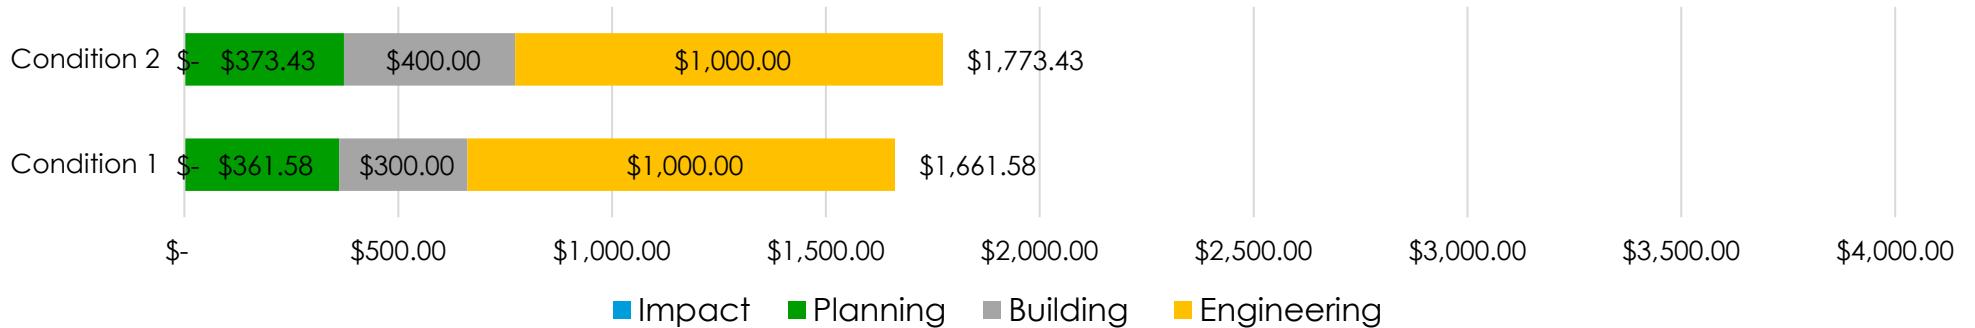 Condition 2 $- $373.43 $400.00 $1,000.00 $1,773.43
Condition 1 $- $361.58 $300.00 $1,000.00 $1,661.58
$- $500.00 $1,000.00 $1,500.00 $2,000.00 $2,500.00 $3,000.00 $3,500.00 $4,000.00
Impact Planning Building Engineering